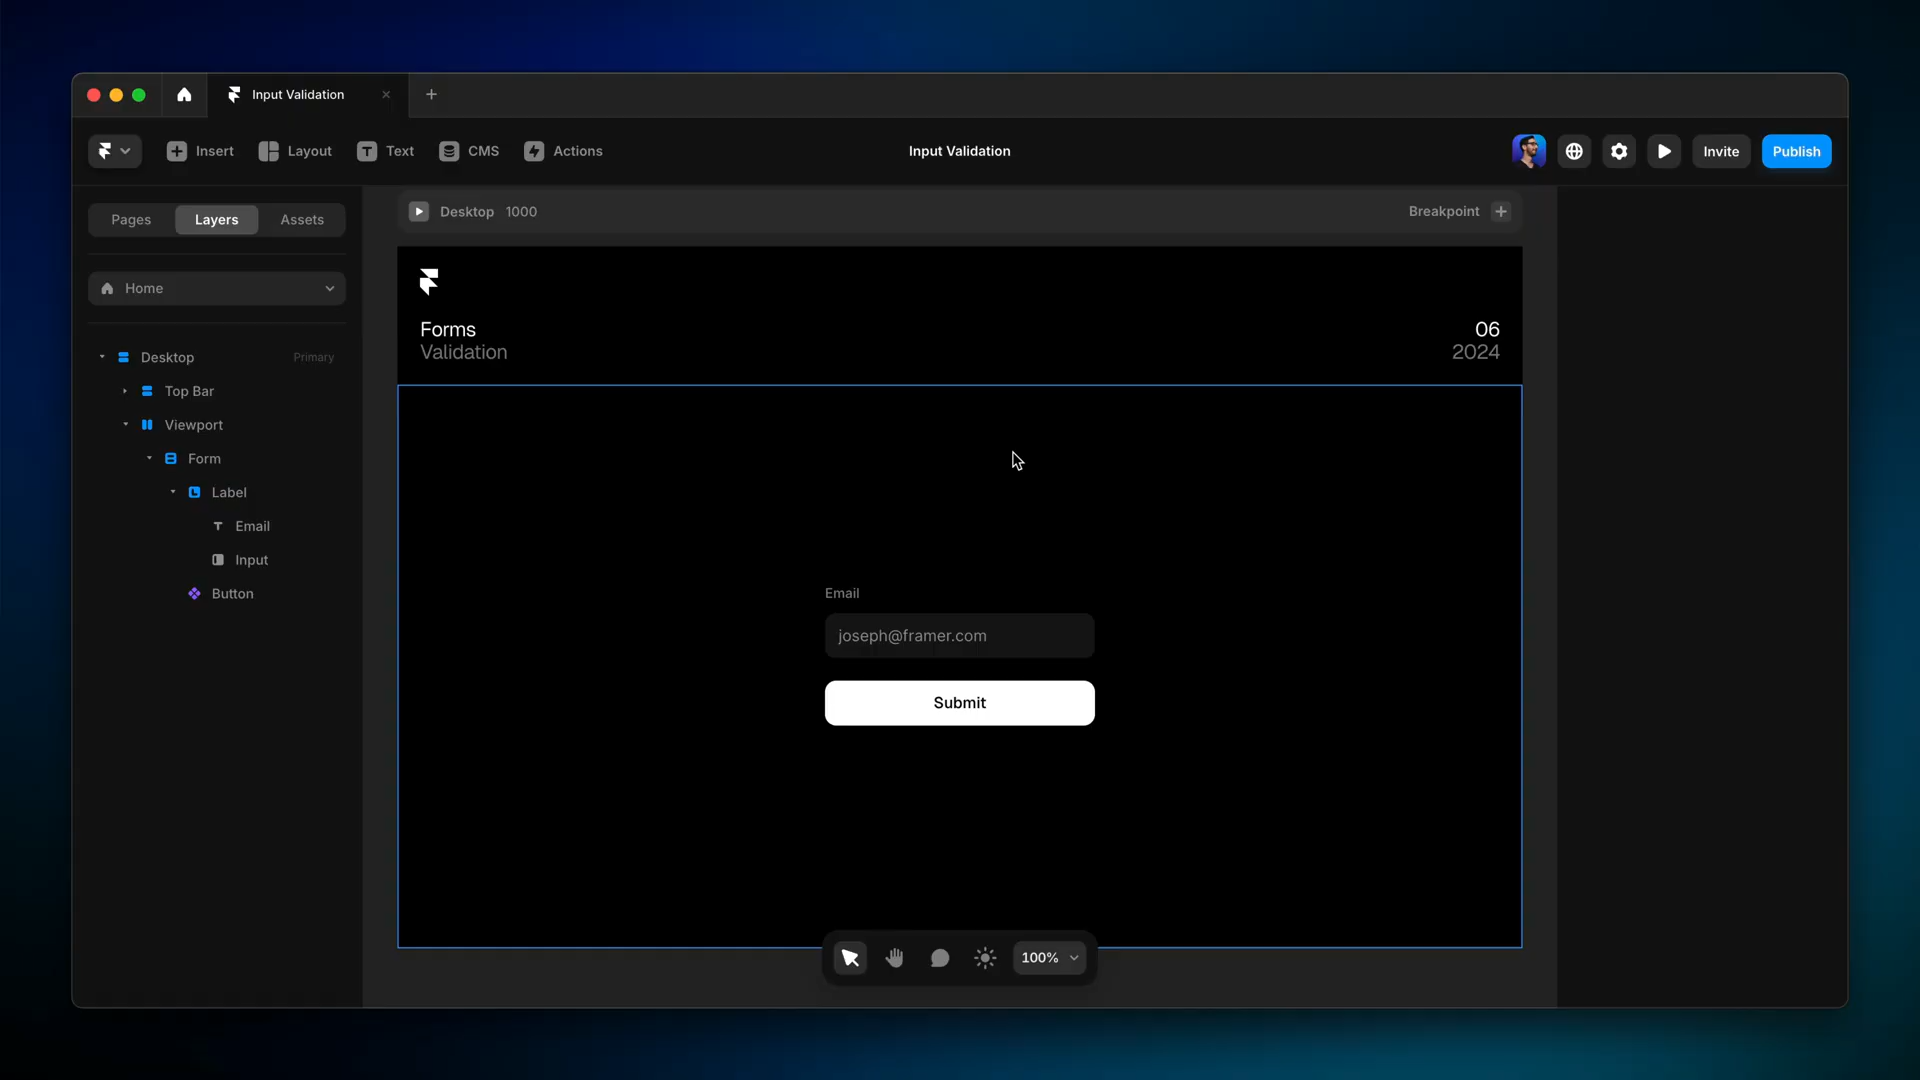 Input Validation
Insert
Layout
Text
CMS
Actions
Input Validation
Invite
Publish
Pages
Layers
Assets
Desktop 1000
Breakpoint
Home
Forms
Validation
06
2024
Desktop
Primary
Top Bar
Viewport
Form
Label
Email
Input
Button
Email
joseph@framer.com
Submit
100%